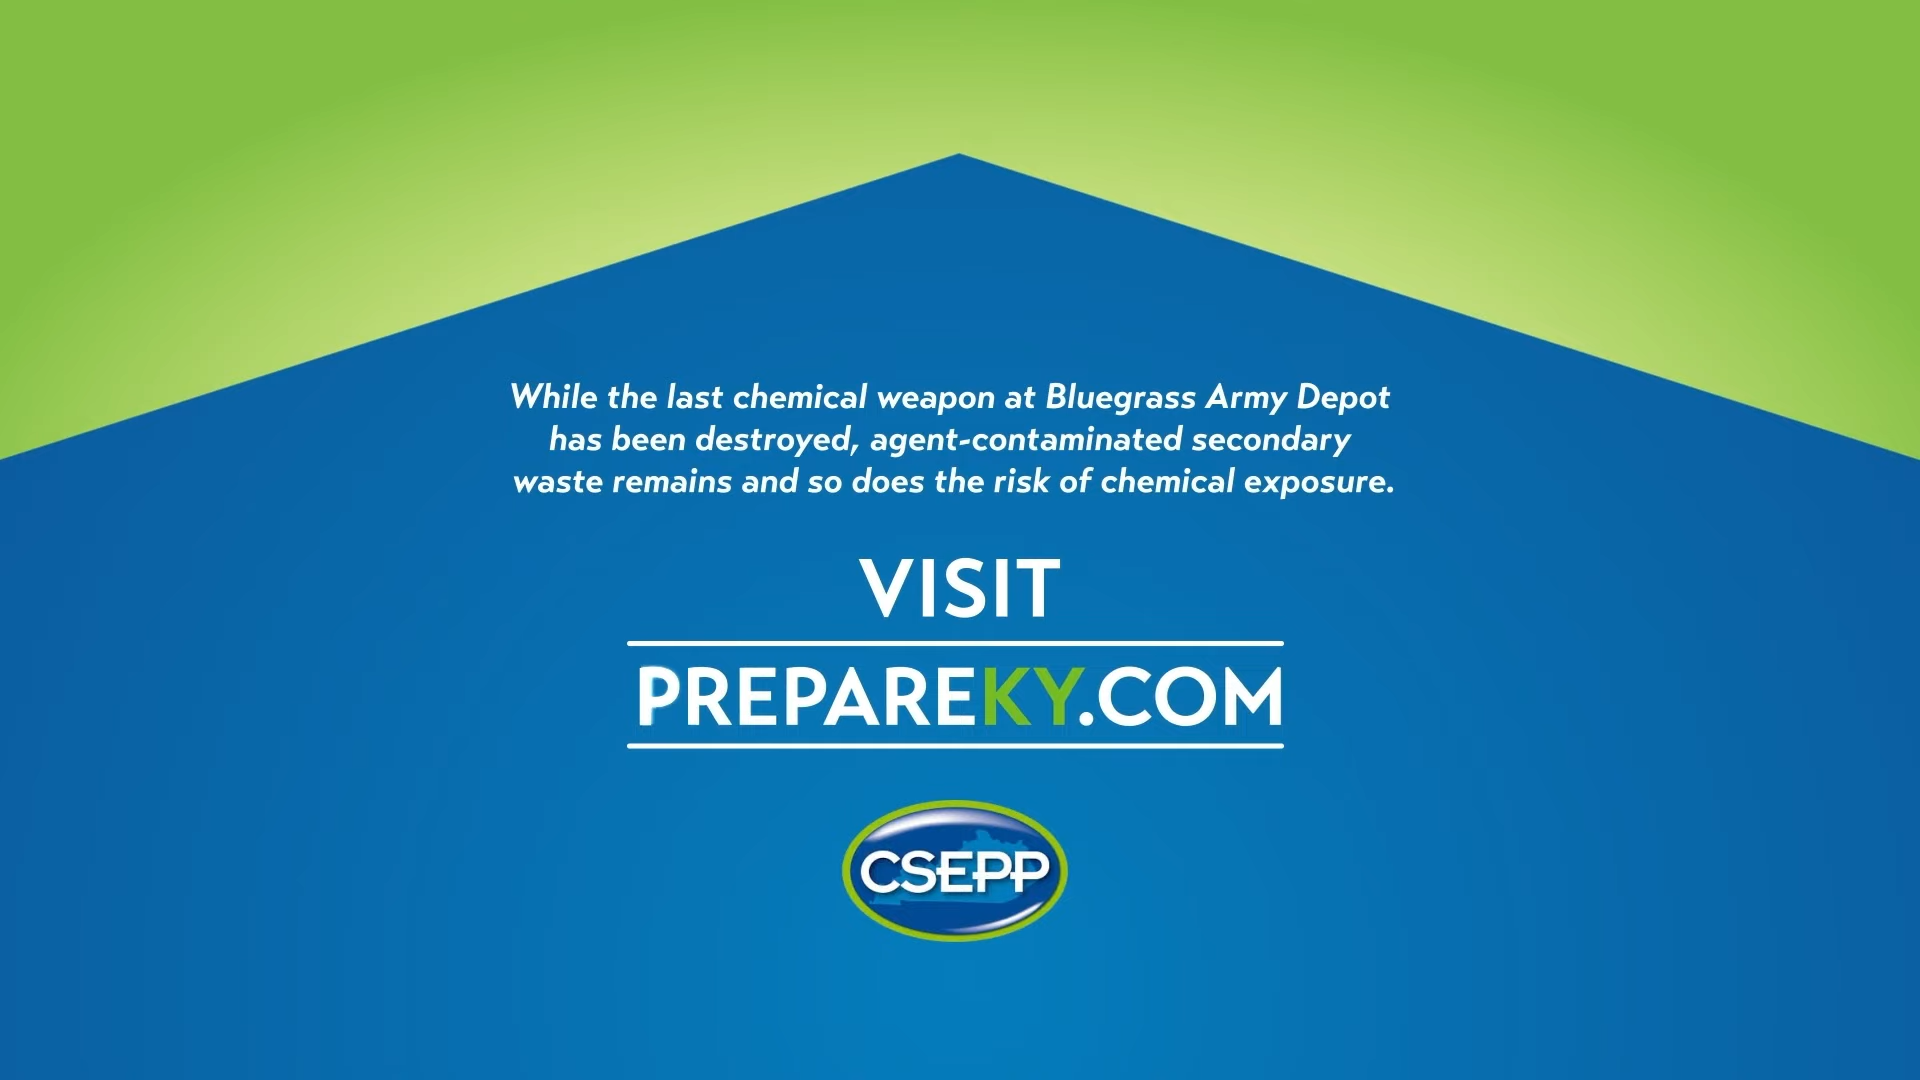 While the last chemical weapon at Bluegrass Army Depot
has been destroyed, agent-contaminated secondary
waste remains and so does the risk of chemical exposure.
VISIT
PREPAREKY.COM
CSEPP